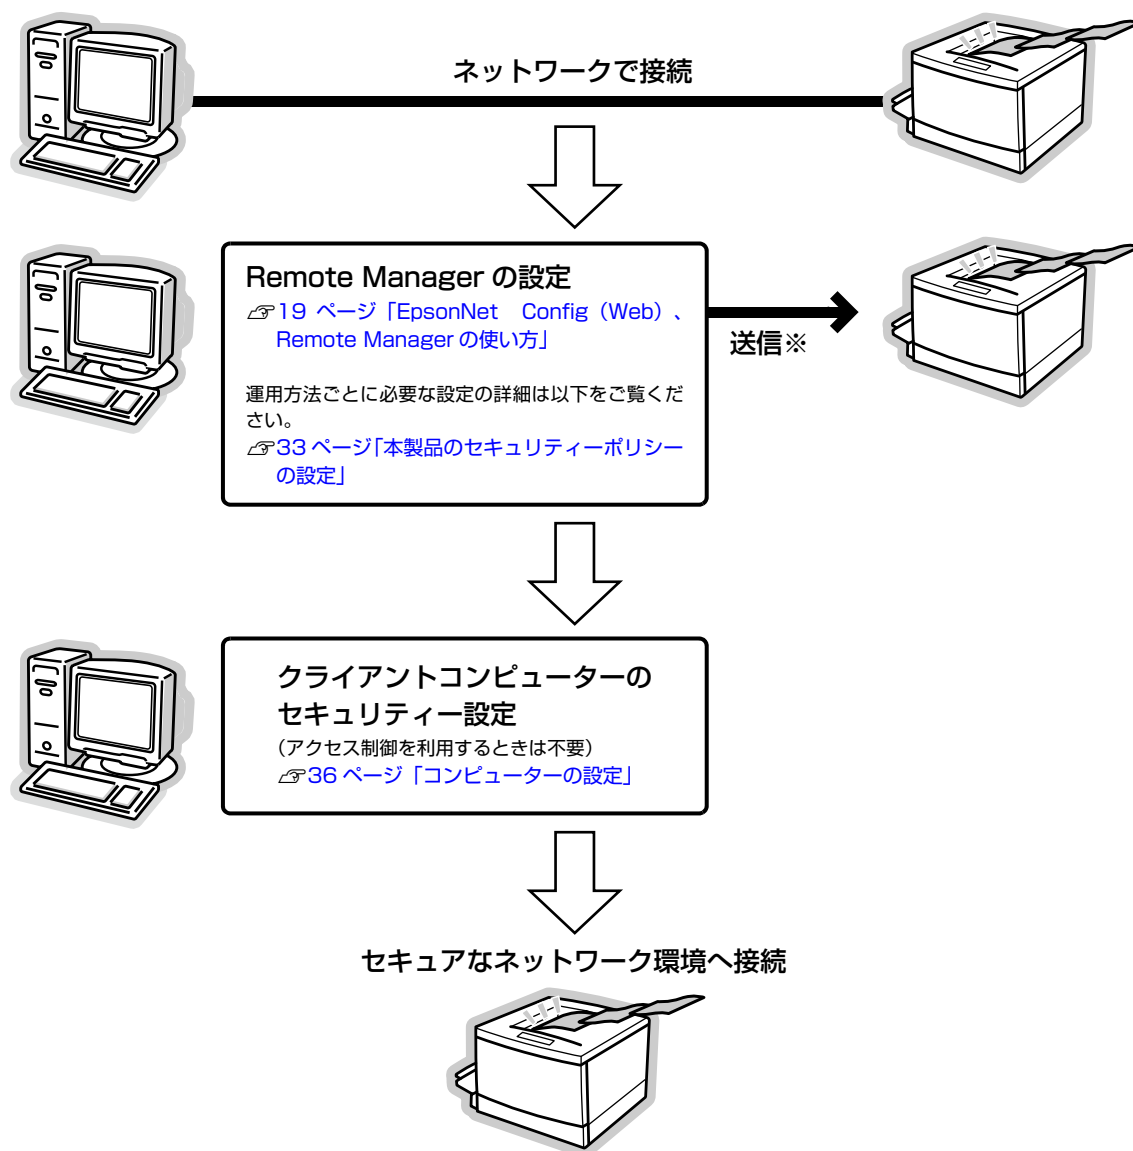 ネットワークで接続
Remote Manager の設定
☞19 ページ「EpsonNet Config（Web）、
Remote Manager の使い方」
送信※
運用方法ごとに必要な設定の詳細は以下をご覧くだ
さい。
☞33 ページ「本製品のセキュリティーポリシー
の設定」
クライアントコンピューターの
セキュリティー設定
（アクセス制御を利用するときは不要）
☞36 ページ「コンピューターの設定」
セキュアなネットワーク環境へ接続